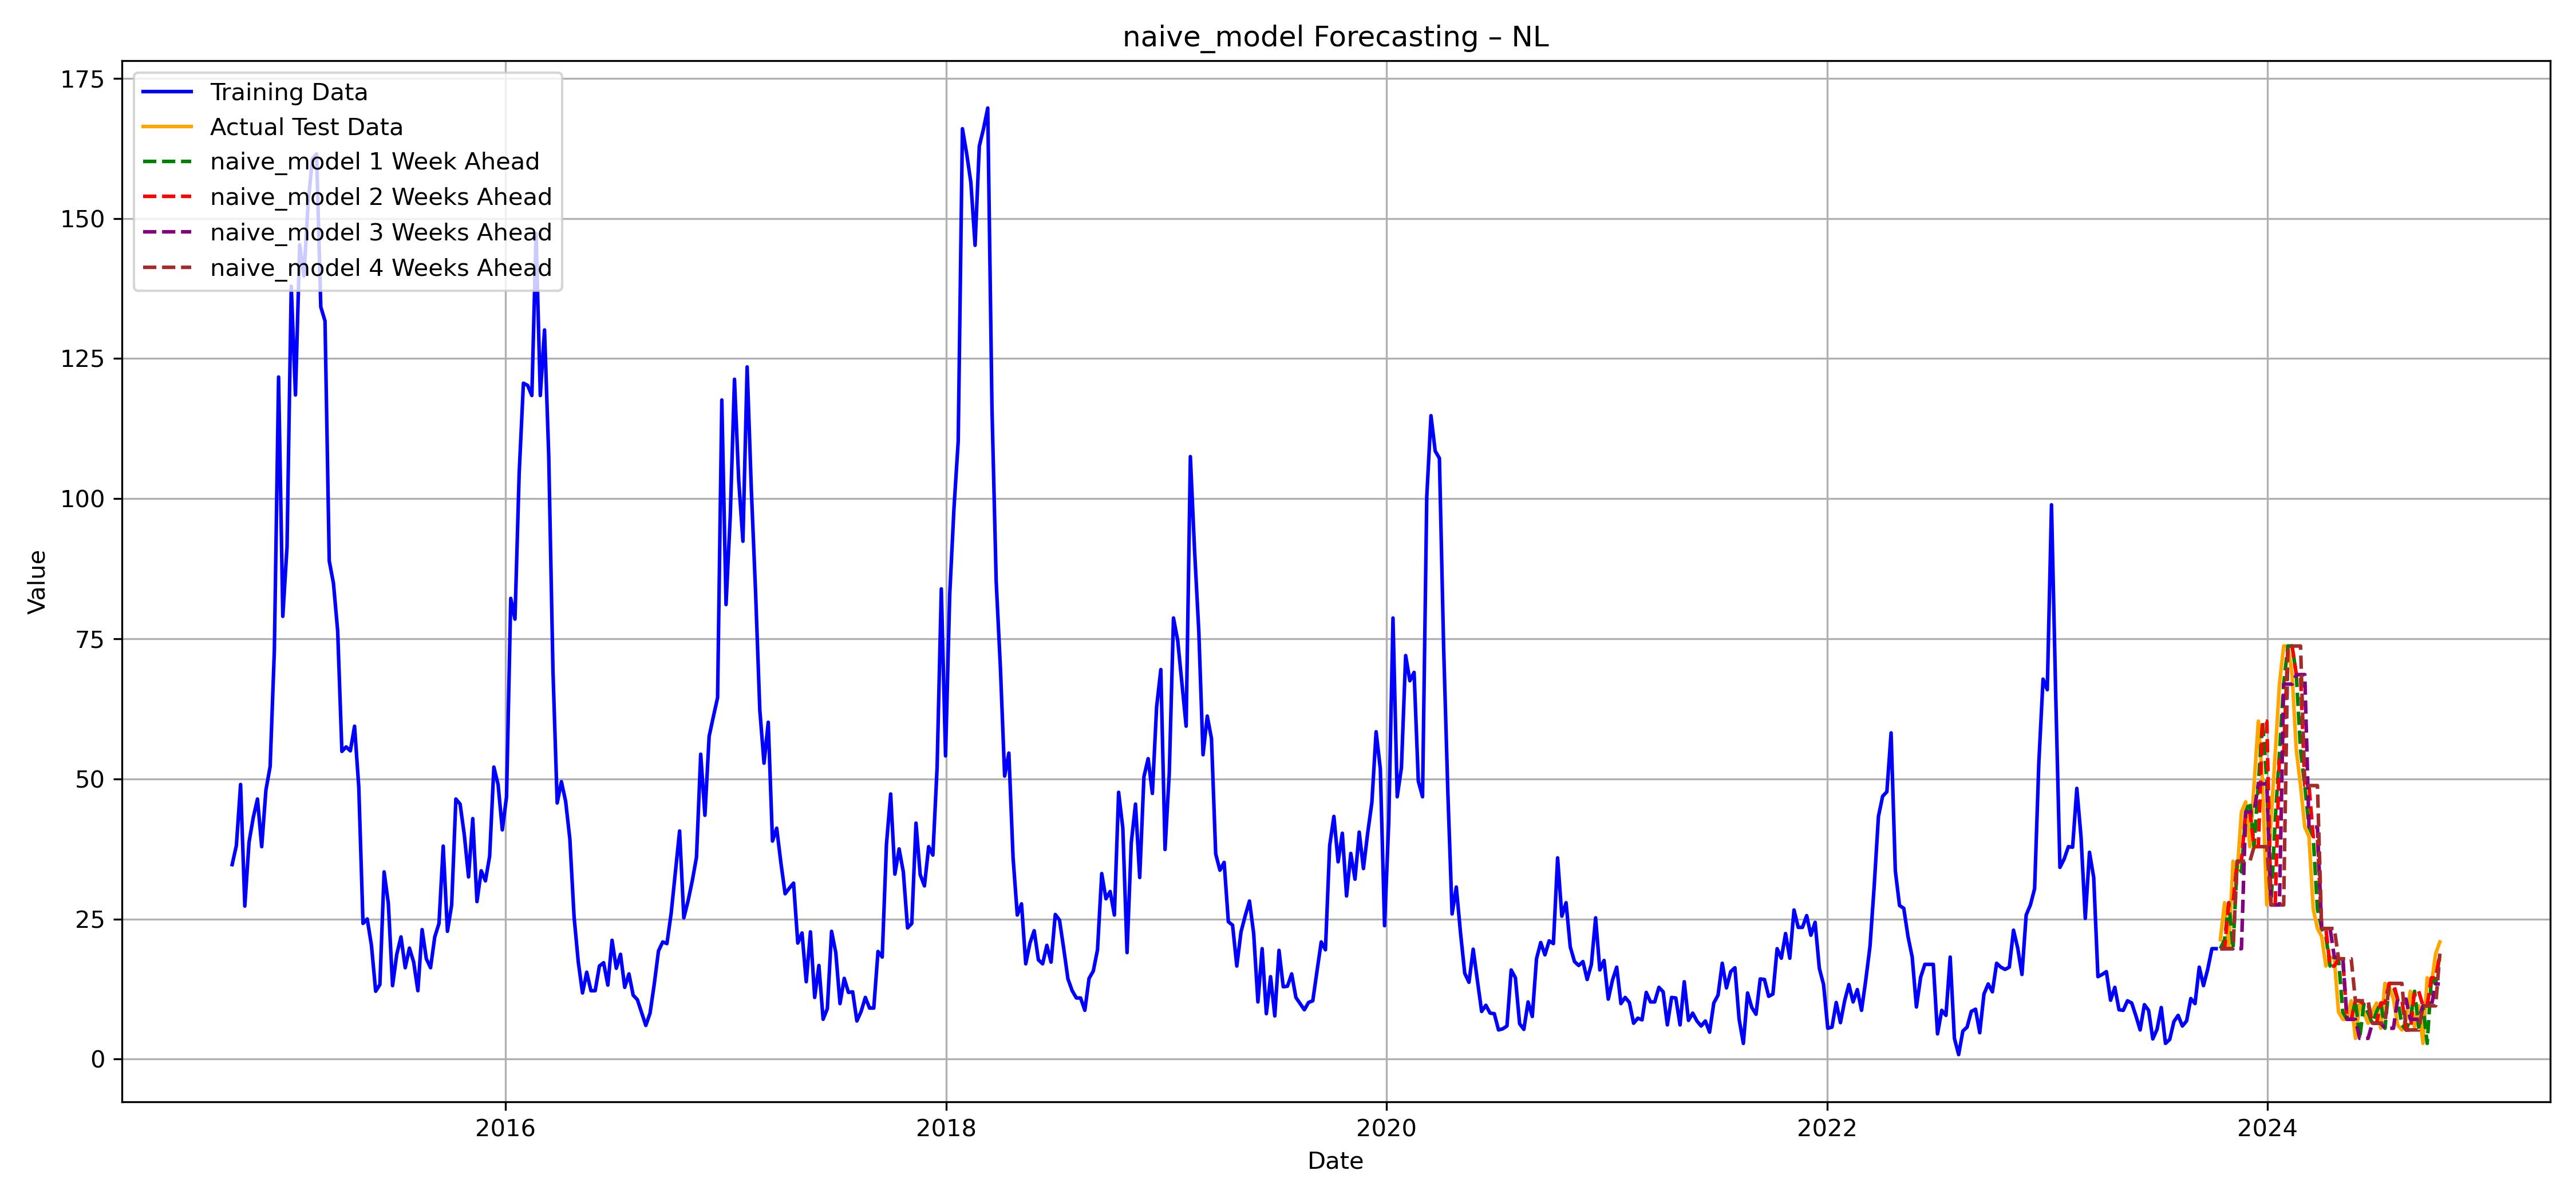 naive_model Forecasting – NL
175
150
125
100
75
50
25
0
Value
Training Data
Actual Test Data
naive_model 1 Week Ahead
naive_model 2 Weeks Ahead
naive_model 3 Weeks Ahead
naive_model 4 Weeks Ahead
2016
2018
2020
2022
2024
Date